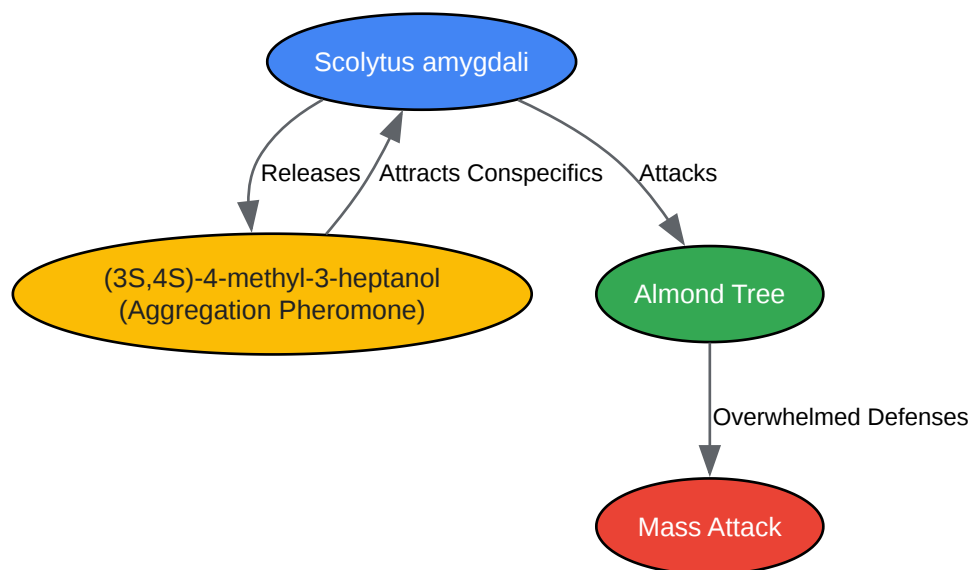 Scolytus amygdali
Releases
Attracts Conspecifics
Attacks
(3S,4S)-4-methyl-3-heptanol
(Aggregation Pheromone)
Almond Tree
Overwhelmed Defenses
Mass Attack